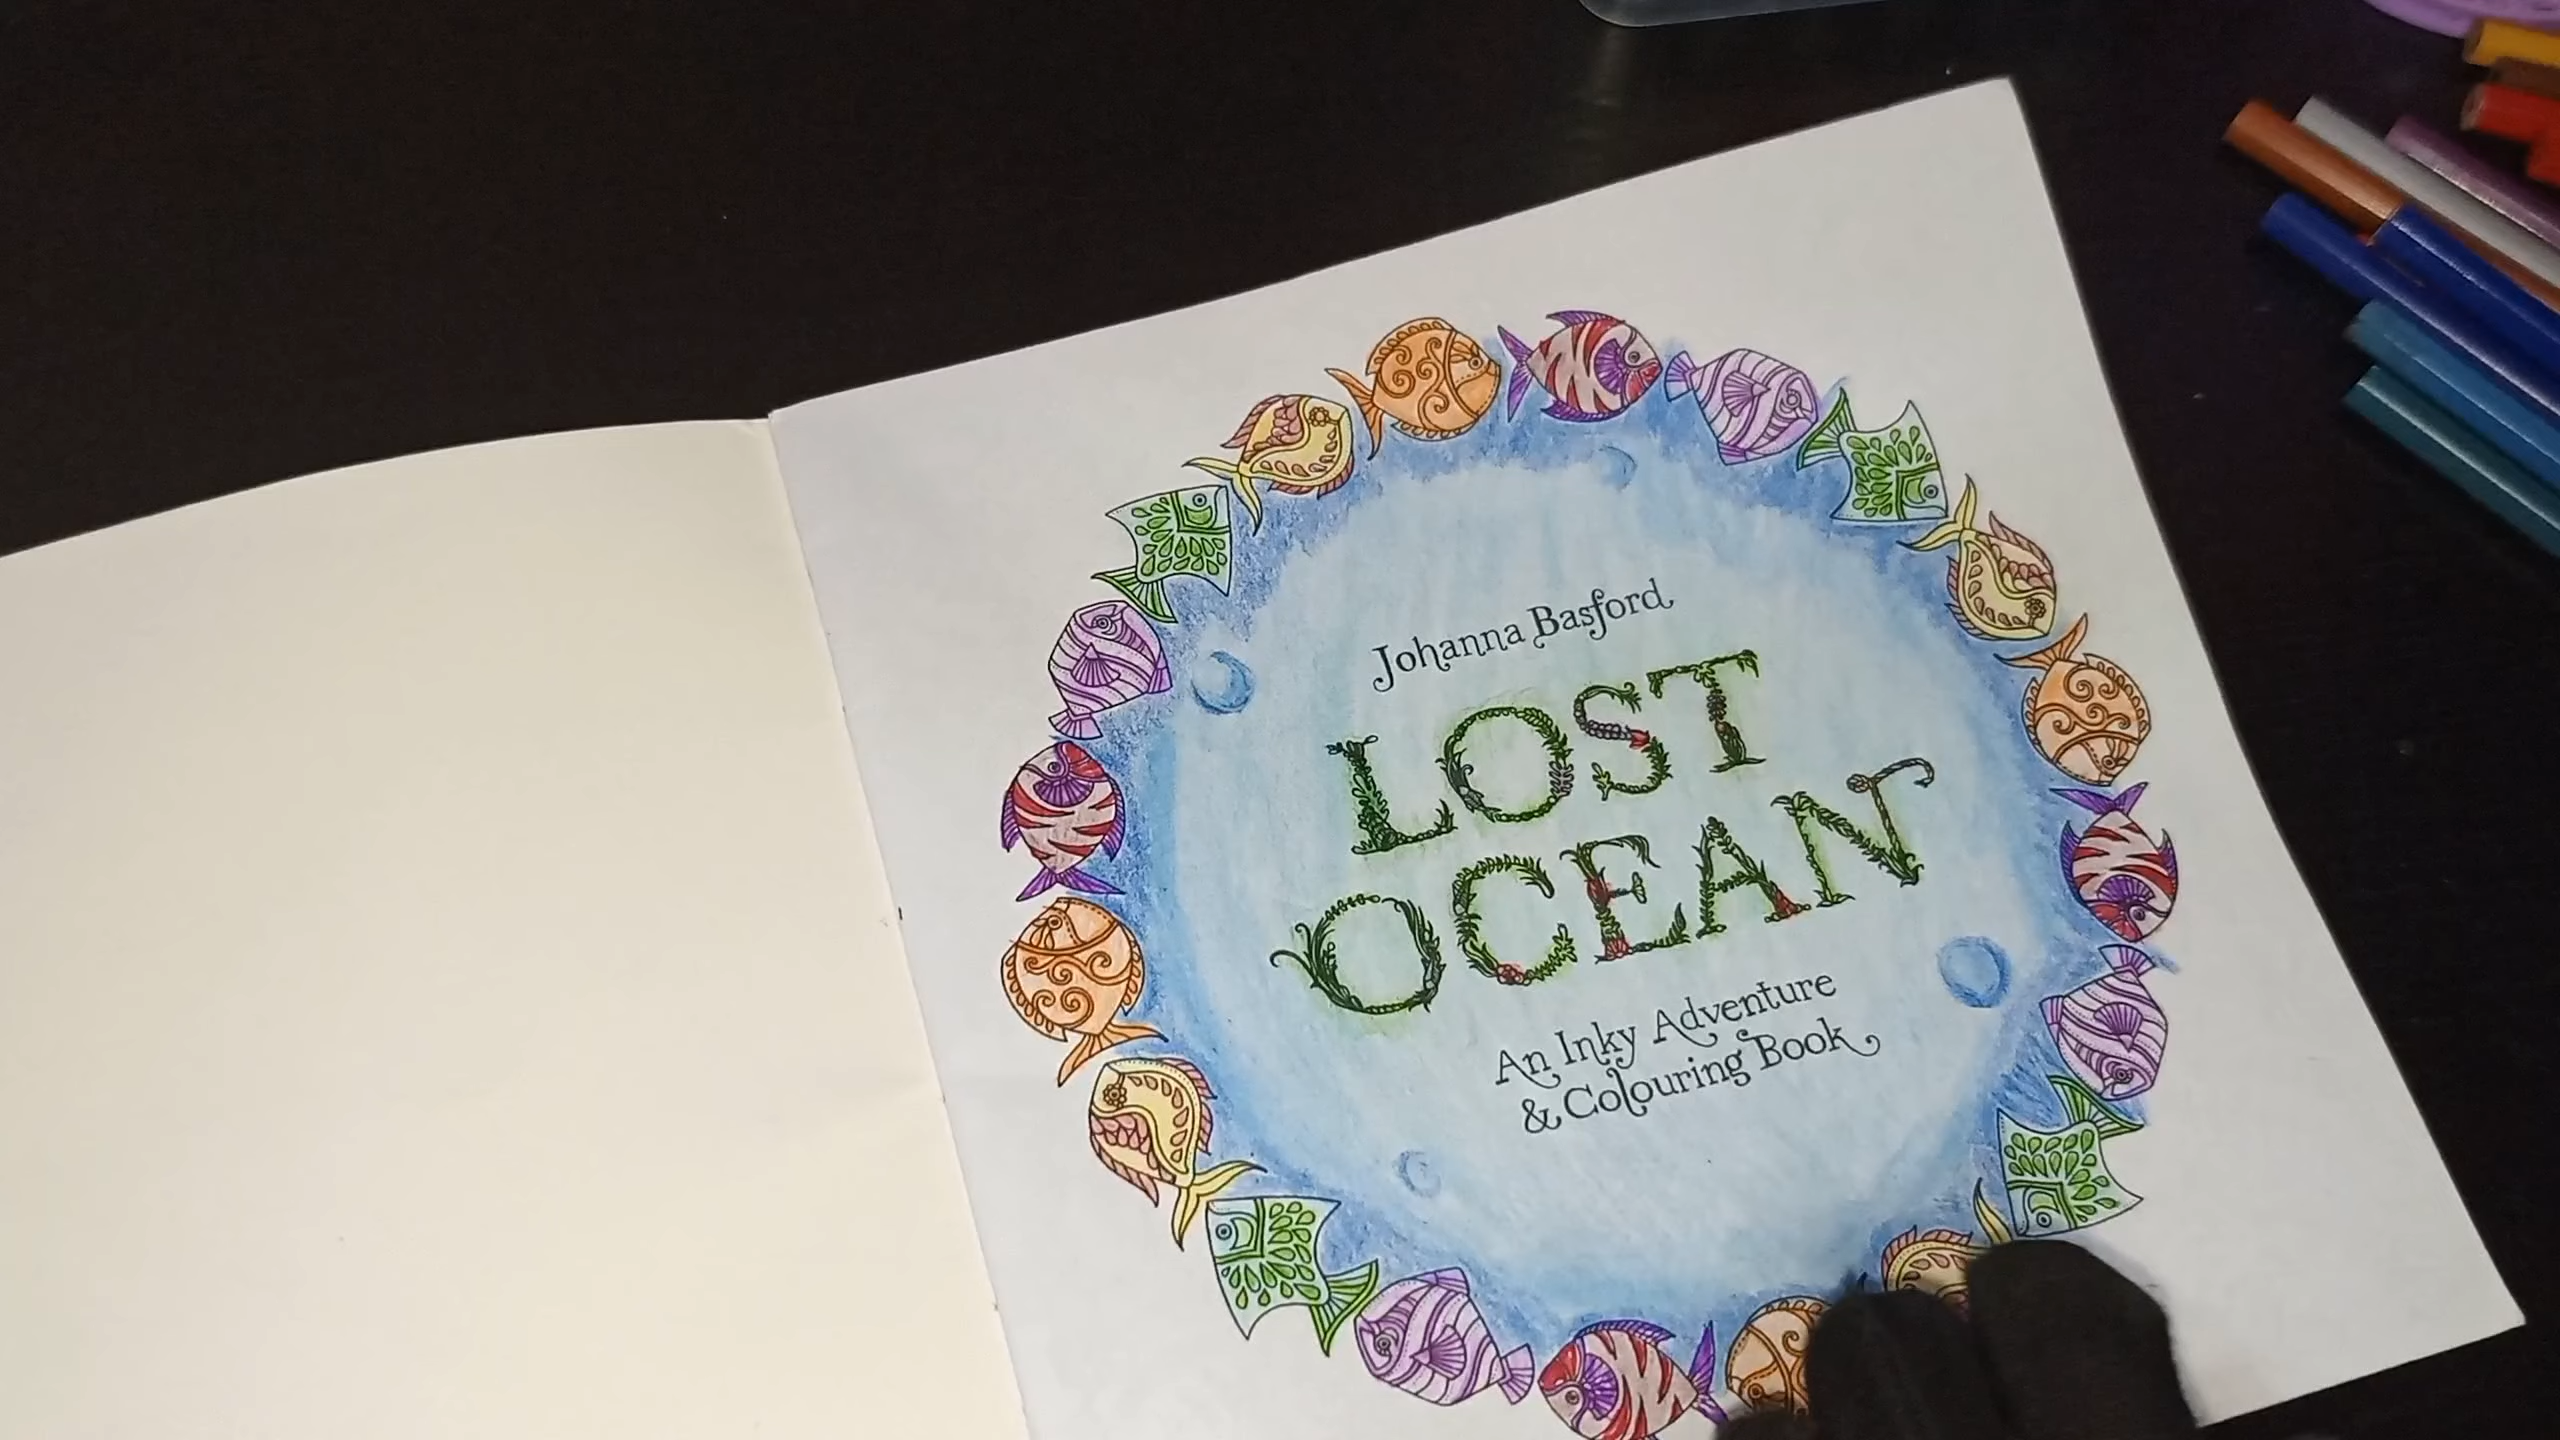 Johanna Basford
LOST
OCEAN
An Inky Adventure
& Colouring Book